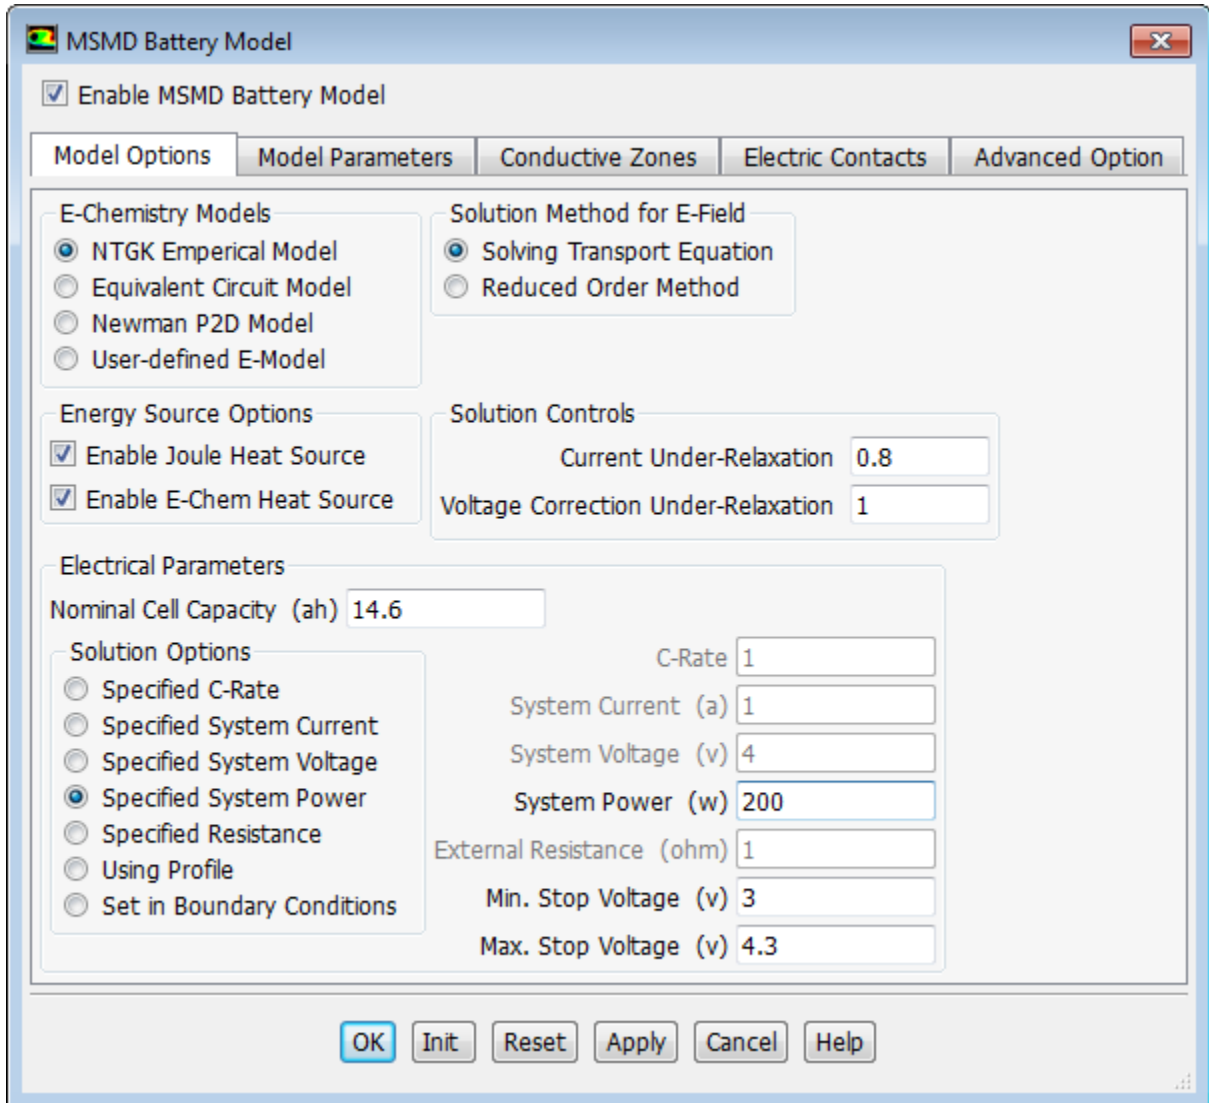 MSMD Battery Model
Enable MSMD Battery Model
Model Options
Model Parameters
Conductive Zones
Electric Contacts
Advanced Option
E-Chemistry Models
NTGK Emperical Model
Equivalent Circuit Model
Newman P2D Model
User-defined E-Model
Solution Method for E-Field
Solving Transport Equation
Reduced Order Method
Energy Source Options
Enable Joule Heat Source
Enable E-Chem Heat Source
Solution Controls
Current Under-Relaxation 0.8
Voltage Correction Under-Relaxation 1
Electrical Parameters
Nominal Cell Capacity (ah) 14.6
Solution Options
Specified C-Rate
Specified System Current
Specified System Voltage
Specified System Power
Specified Resistance
Using Profile
Set in Boundary Conditions
C-Rate 1
System Current (a) 1
System Voltage (v) 4
System Power (w) 200
External Resistance (ohm) 1
Min. Stop Voltage (v) 3
Max. Stop Voltage (v) 4.3
OK
Init
Reset
Apply
Cancel
Help